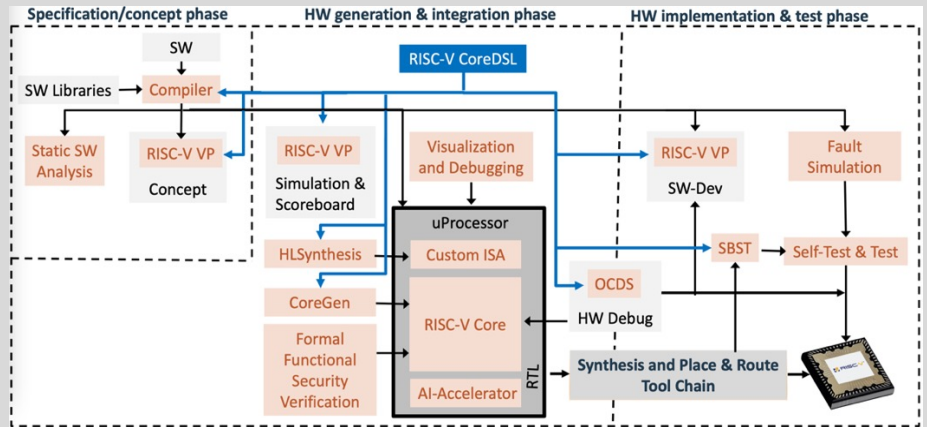 Specification/concept phase
HW generation & integration phase
HW implementation & test phase
SW
RISC-V CoreDSL
SW Libraries
Compiler
Static SW
Analysis
RISC-V VP
Concept
RISC-V VP
Simulation &
Scoreboard
Visualization
and Debugging
RISC-V VP
SW-Dev
Fault
Simulation
uProcessor
HLSynthesis
Custom ISA
SBST
Self-Test & Test
CoreGen
RISC-V Core
OCDS
HW Debug
Formal
Functional
Security
Verification
AI-Accelerator
RTL
Synthesis and Place & Route
Tool Chain
RISC-V